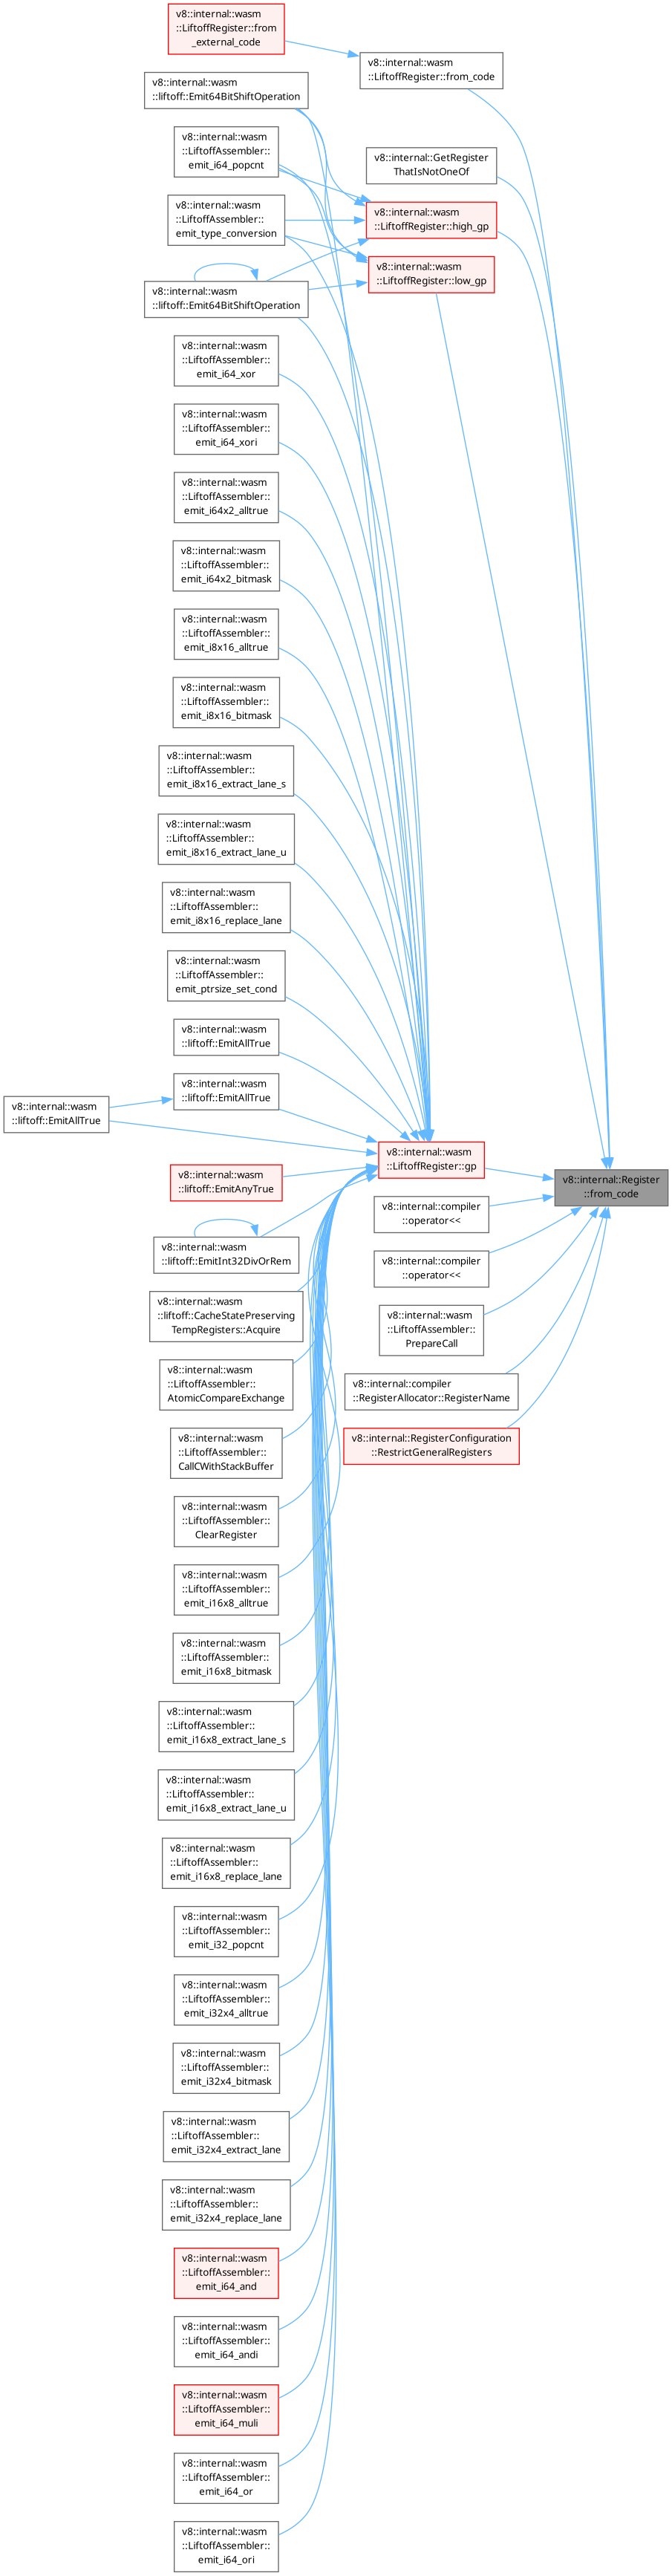 v8::internal::wasm
::LiftoffRegister::from
_external_code
v8::internal::wasm
::LiftoffRegister::from_code
v8::internal::wasm
::liftoff::Emit64BitShiftOperation
v8::internal::wasm
::LiftoffAssembler::
emit_i64_popcnt
v8::internal::GetRegister
ThatIsNotOneOf
v8::internal::wasm
::LiftoffAssembler::
emit_type_conversion
v8::internal::wasm
::LiftoffRegister::high_gp
v8::internal::wasm
::LiftoffRegister::low_gp
v8::internal::wasm
::liftoff::Emit64BitShiftOperation
v8::internal::wasm
::LiftoffAssembler::
emit_i64_xor
v8::internal::wasm
::LiftoffAssembler::
emit_i64_xori
v8::internal::wasm
::LiftoffAssembler::
emit_i64x2_alltrue
v8::internal::wasm
::LiftoffAssembler::
emit_i64x2_bitmask
v8::internal::wasm
::LiftoffAssembler::
emit_i8x16_alltrue
v8::internal::wasm
::LiftoffAssembler::
emit_i8x16_bitmask
v8::internal::wasm
::LiftoffAssembler::
emit_i8x16_extract_lane_s
v8::internal::wasm
::LiftoffAssembler::
emit_i8x16_extract_lane_u
v8::internal::wasm
::LiftoffAssembler::
emit_i8x16_replace_lane
v8::internal::wasm
::LiftoffAssembler::
emit_ptrsize_set_cond
v8::internal::wasm
::liftoff::EmitAllTrue
v8::internal::wasm
::liftoff::EmitAllTrue
v8::internal::wasm
::liftoff::EmitAllTrue
v8::internal::wasm
::LiftoffRegister::gp
v8::internal::Register
::from_code
v8::internal::wasm
::liftoff::EmitAnyTrue
v8::internal::compiler
::operator<<
v8::internal::wasm
::liftoff::EmitInt32DivOrRem
v8::internal::compiler
::operator<<
v8::internal::wasm
::liftoff::CacheStatePreserving
TempRegisters::Acquire
v8::internal::wasm
::LiftoffAssembler::
PrepareCall
v8::internal::wasm
::LiftoffAssembler::
AtomicCompareExchange
v8::internal::compiler
::RegisterAllocator::RegisterName
v8::internal::wasm
::LiftoffAssembler::
CallCWithStackBuffer
v8::internal::RegisterConfiguration
::RestrictGeneralRegisters
v8::internal::wasm
::LiftoffAssembler::
ClearRegister
v8::internal::wasm
::LiftoffAssembler::
emit_i16x8_alltrue
v8::internal::wasm
::LiftoffAssembler::
emit_i16x8_bitmask
v8::internal::wasm
::LiftoffAssembler::
emit_i16x8_extract_lane_s
v8::internal::wasm
::LiftoffAssembler::
emit_i16x8_extract_lane_u
v8::internal::wasm
::LiftoffAssembler::
emit_i16x8_replace_lane
v8::internal::wasm
::LiftoffAssembler::
emit_i32_popcnt
v8::internal::wasm
::LiftoffAssembler::
emit_i32x4_alltrue
v8::internal::wasm
::LiftoffAssembler::
emit_i32x4_bitmask
v8::internal::wasm
::LiftoffAssembler::
emit_i32x4_extract_lane
v8::internal::wasm
::LiftoffAssembler::
emit_i32x4_replace_lane
v8::internal::wasm
::LiftoffAssembler::
emit_i64_and
v8::internal::wasm
::LiftoffAssembler::
emit_i64_andi
v8::internal::wasm
::LiftoffAssembler::
emit_i64_muli
v8::internal::wasm
::LiftoffAssembler::
emit_i64_or
v8::internal::wasm
::LiftoffAssembler::
emit_i64_ori